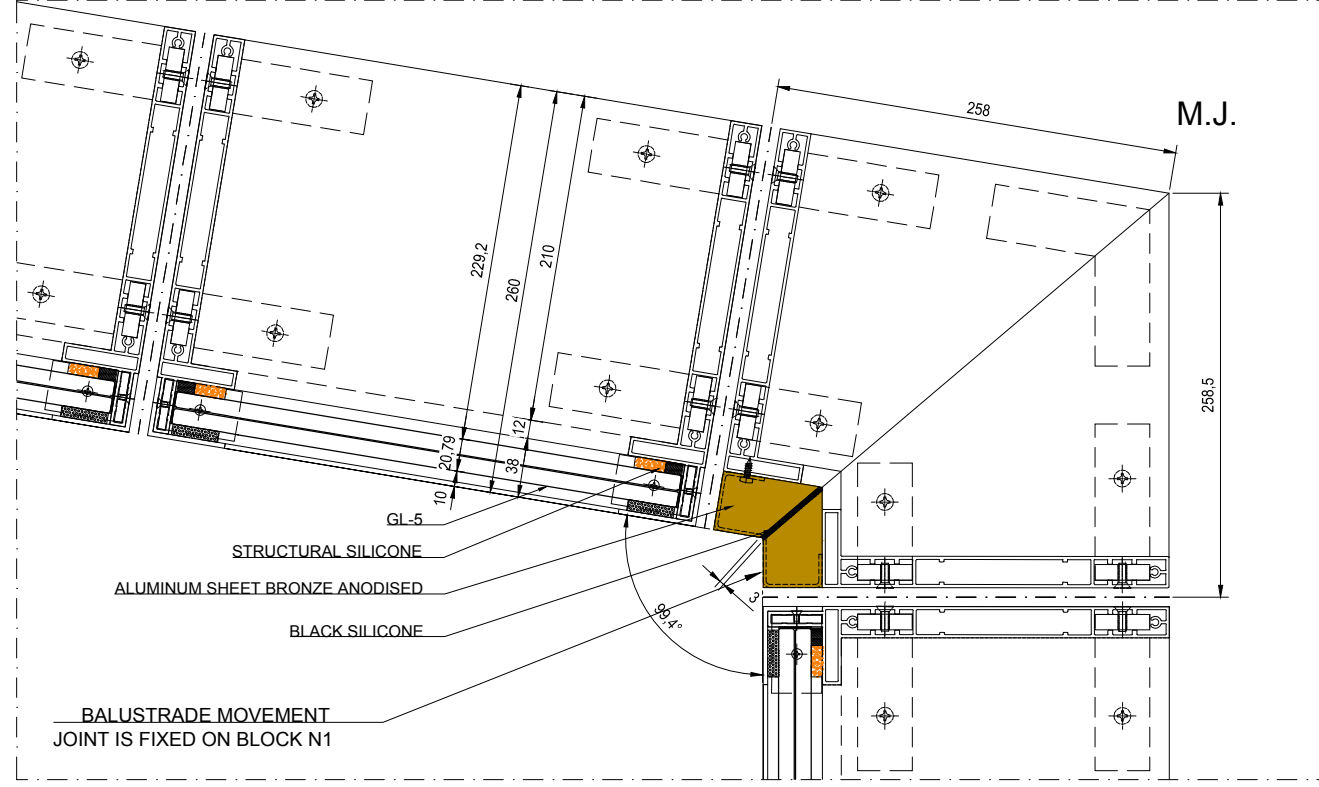 258
M.J.
229,2
260
210
258,5
12
20,79
38
10
GL-5
STRUCTURAL SILICONE
ALUMINUM SHEET BRONZE ANODISED
3
99,4°
BLACK SILICONE
BALUSTRADE MOVEMENT
JOINT IS FIXED ON BLOCK N1